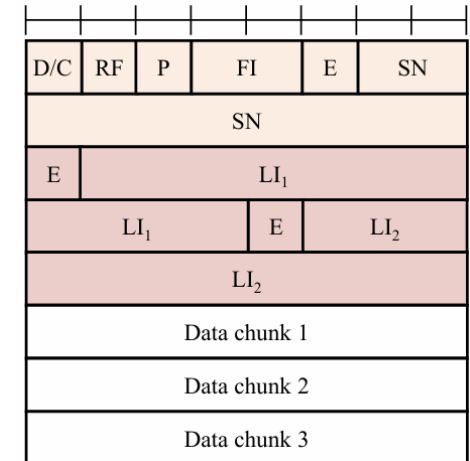 D/C RF P FI E SN
SN
E LI₁
LI₁ E LI₂
LI₂
Data chunk 1
Data chunk 2
Data chunk 3